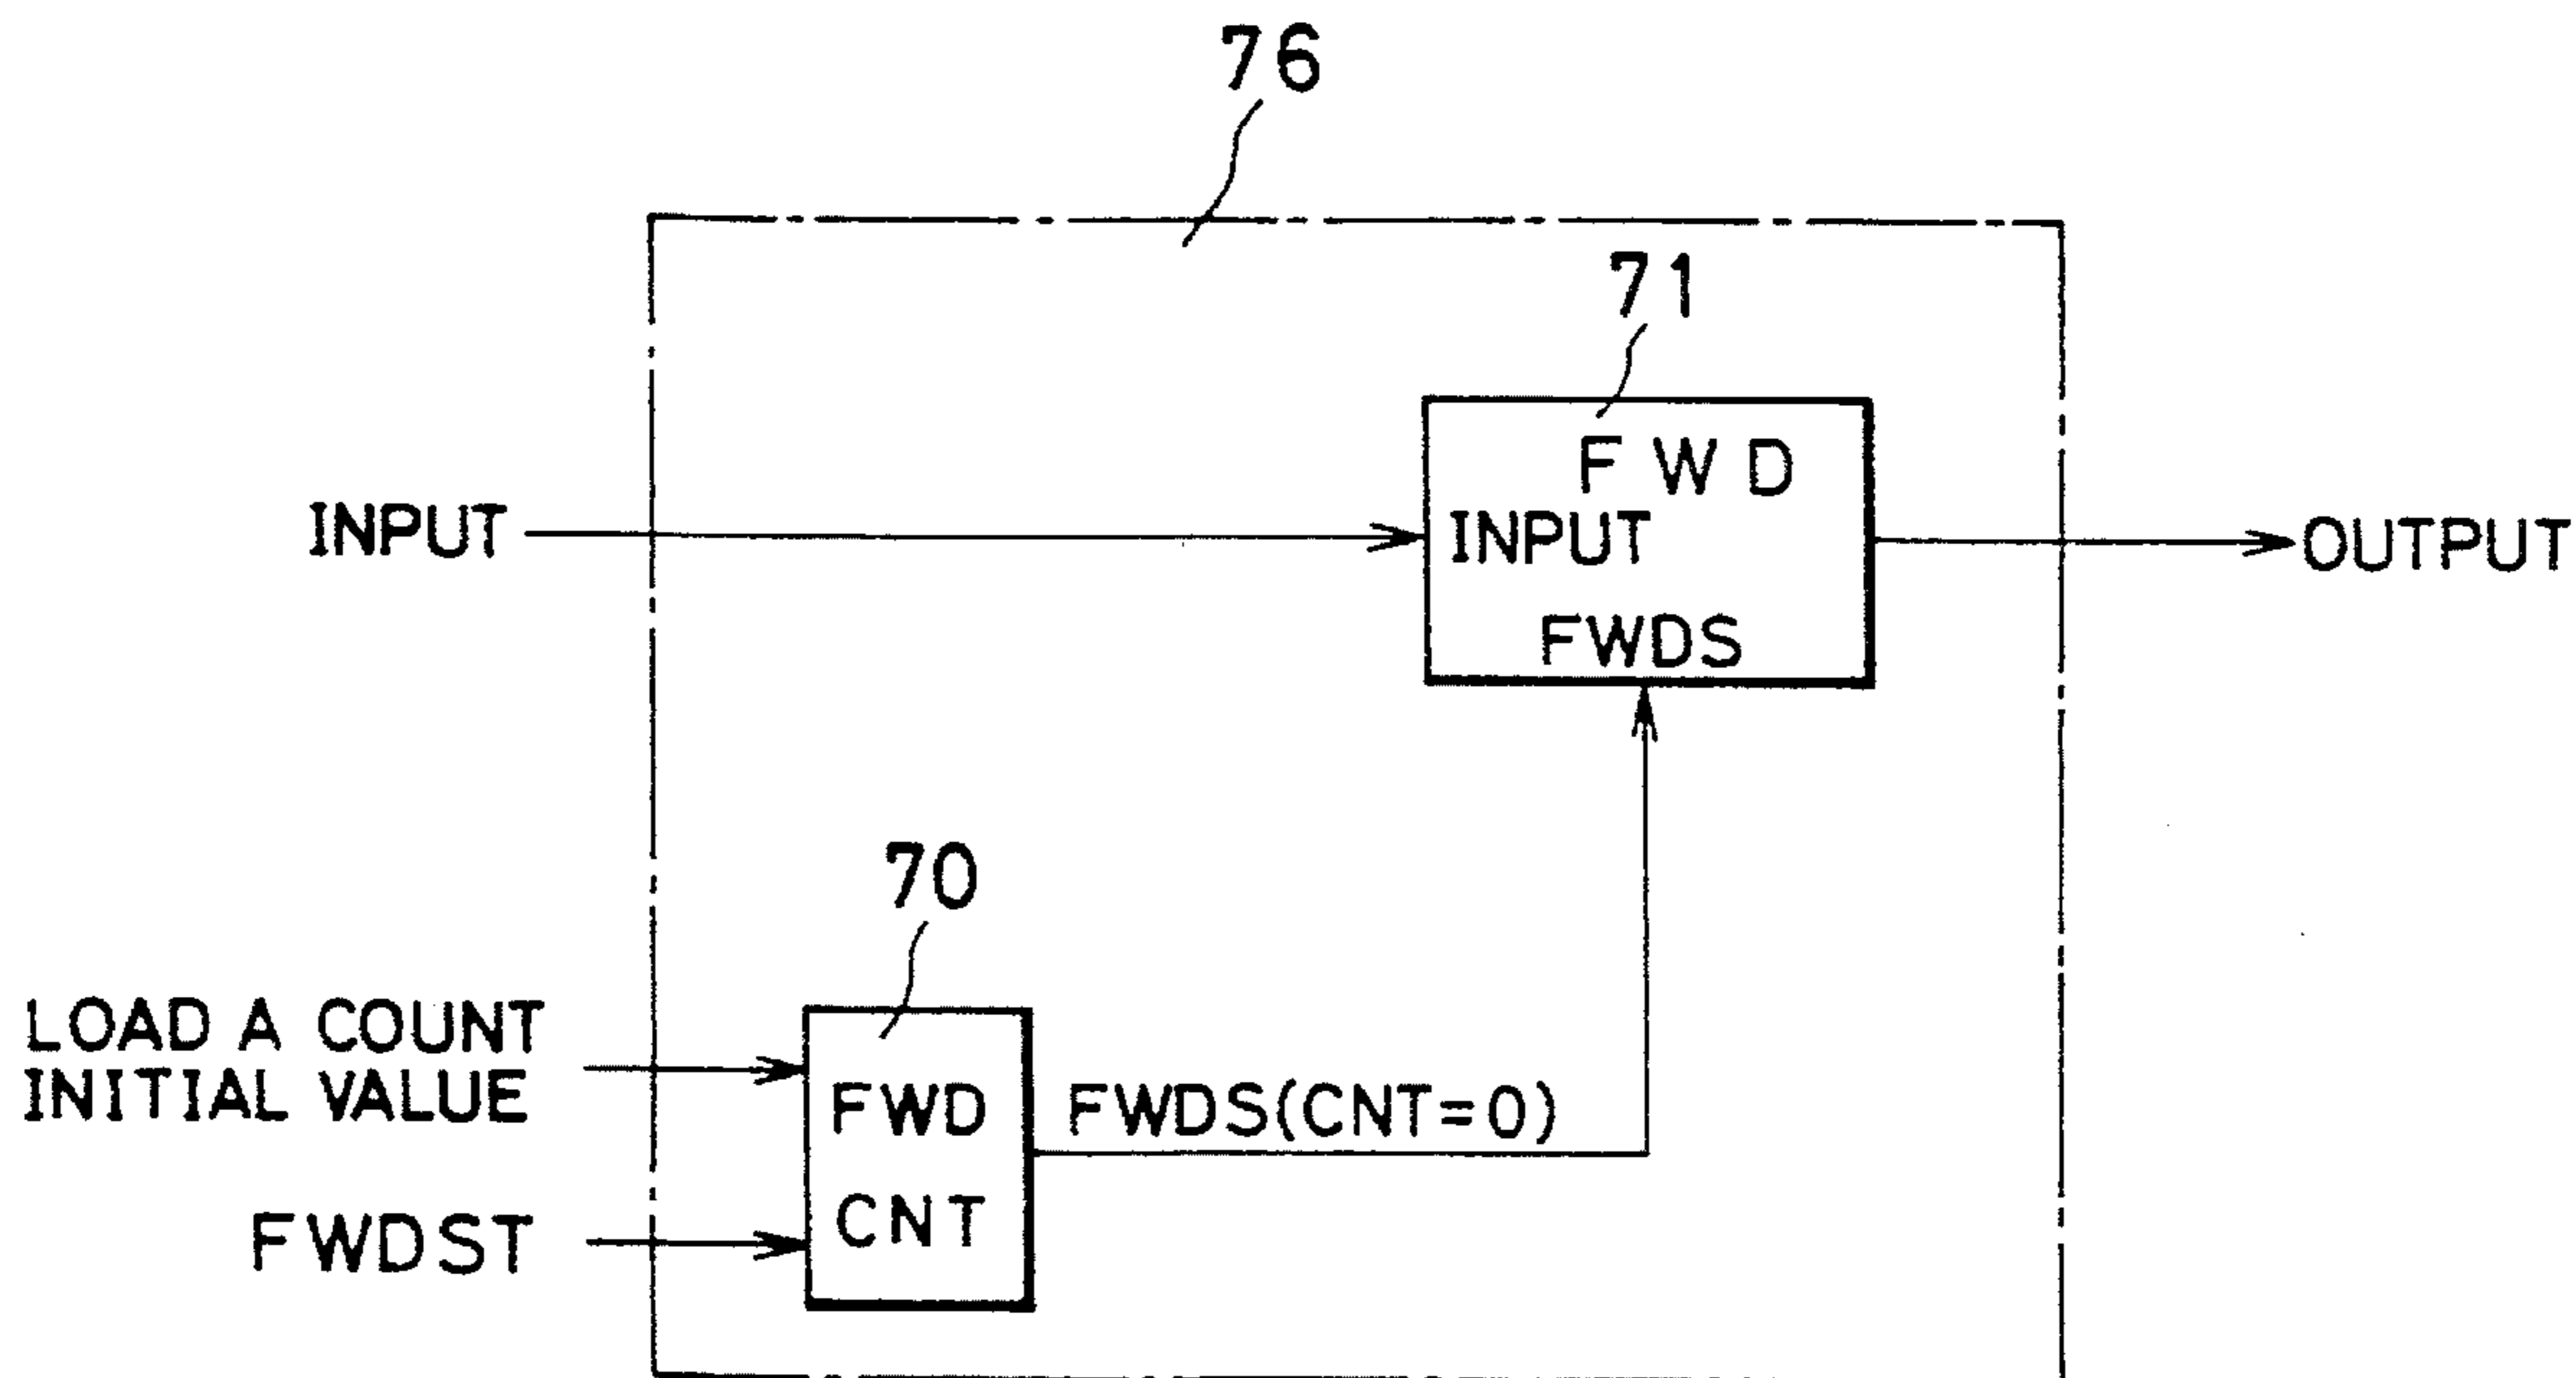 76
71
F W D
INPUT
INPUT
OUTPUT
FWDS
70
LOAD A COUNT
INITIAL VALUE
FWD
FWDS(CNT=0)
CNT
FWDST